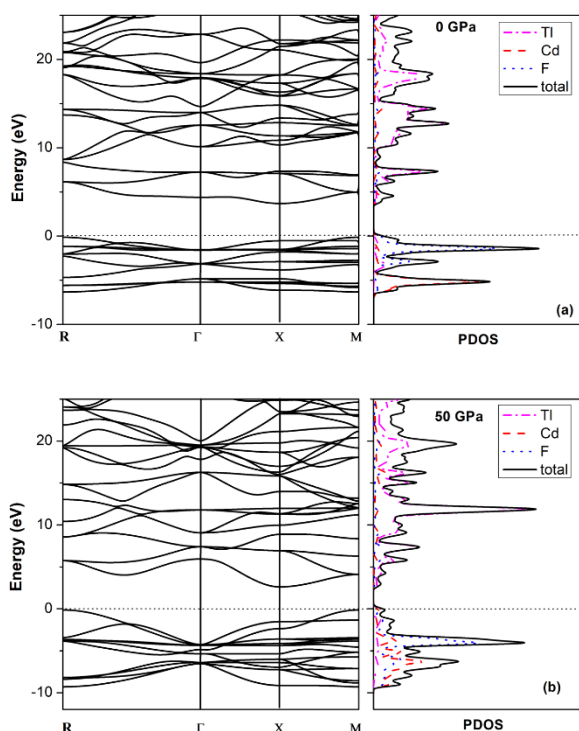 0 GPa
Tl
Cd
F
total
20
10
0
-10
Energy (eV)
R Γ X M
(a)
PDOS
50 GPa
Tl
Cd
F
total
20
10
0
-10
Energy (eV)
R Γ X M
(b)
PDOS